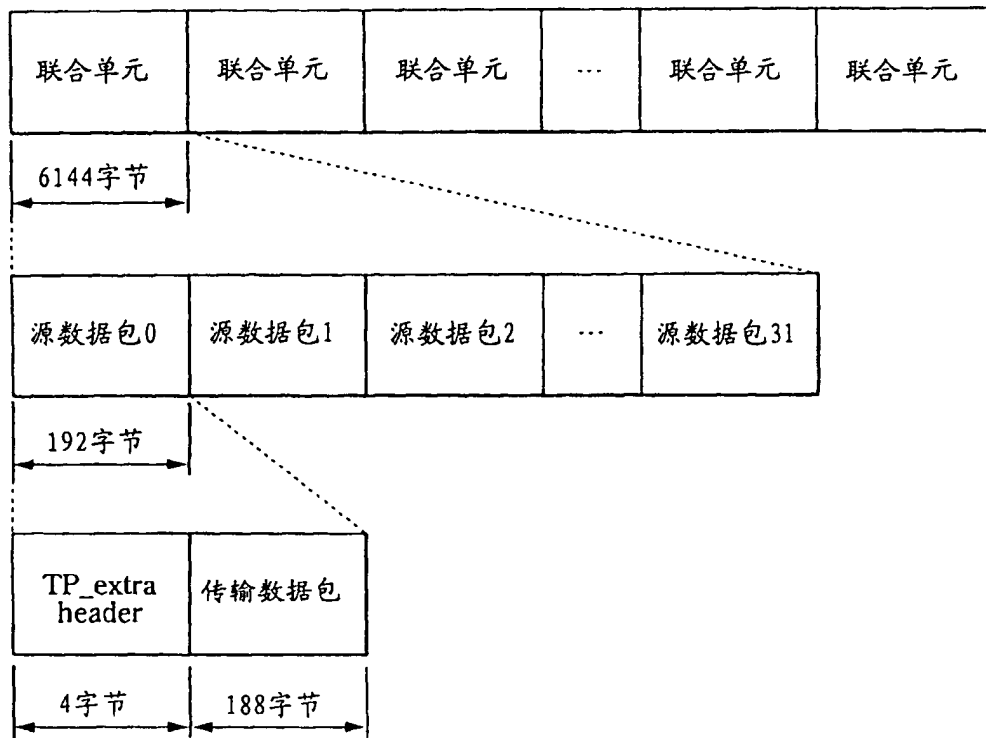 联合单元 联合单元 联合单元 ... 联合单元 联合单元
6144字节
源数据包0 源数据包1 源数据包2 ... 源数据包31
192字节
TP_extra header 传输数据包
4字节 188字节